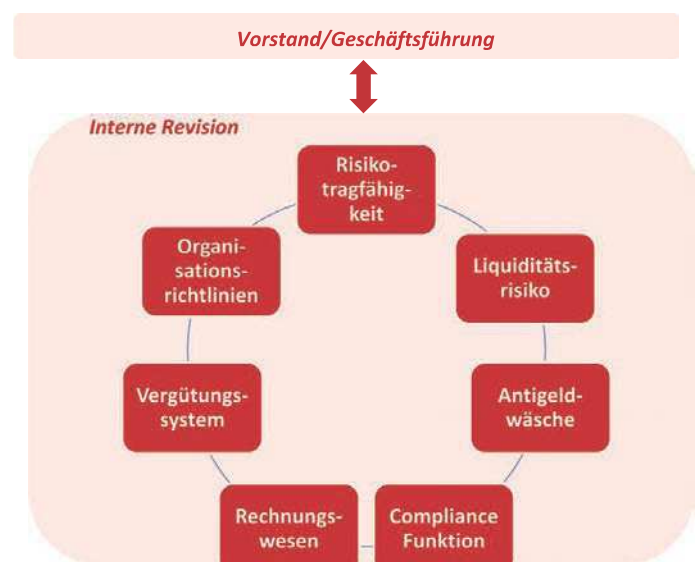 Vorstand/Geschäftsführung
Interne Revision
Risiko-
tragfähig-
keit
Liquiditäts-
risiko
Antigeld-
wäsche
Compliance
Funktion
Rechnungs-
wesen
Vergütungs-
system
Organi-
sations-
richtlinien